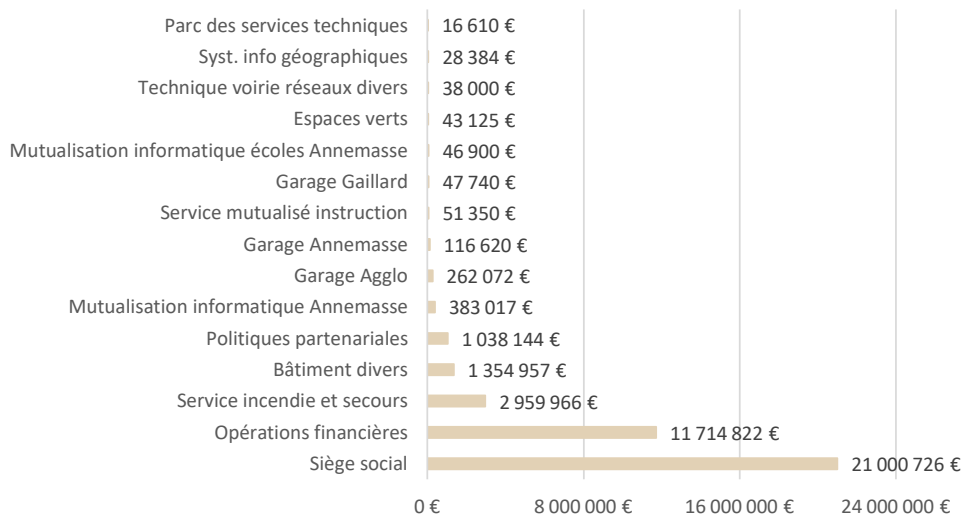 Parc des services techniques 16 610 €
Syst. info géographiques 28 384 €
Technique voirie réseaux divers 38 000 €
Espaces verts 43 125 €
Mutualisation informatique écoles Annemasse 46 900 €
Garage Gaillard 47 740 €
Service mutualisé instruction 51 350 €
Garage Annemasse 116 620 €
Garage Agglo 262 072 €
Mutualisation informatique Annemasse 383 017 €
Politiques partenariales 1 038 144 €
Bâtiment divers 1 354 957 €
Service incendie et secours 2 959 966 €
Opérations financières 11 714 822 €
Siège social 21 000 726 €
0 € 8 000 000 € 16 000 000 € 24 000 000 €